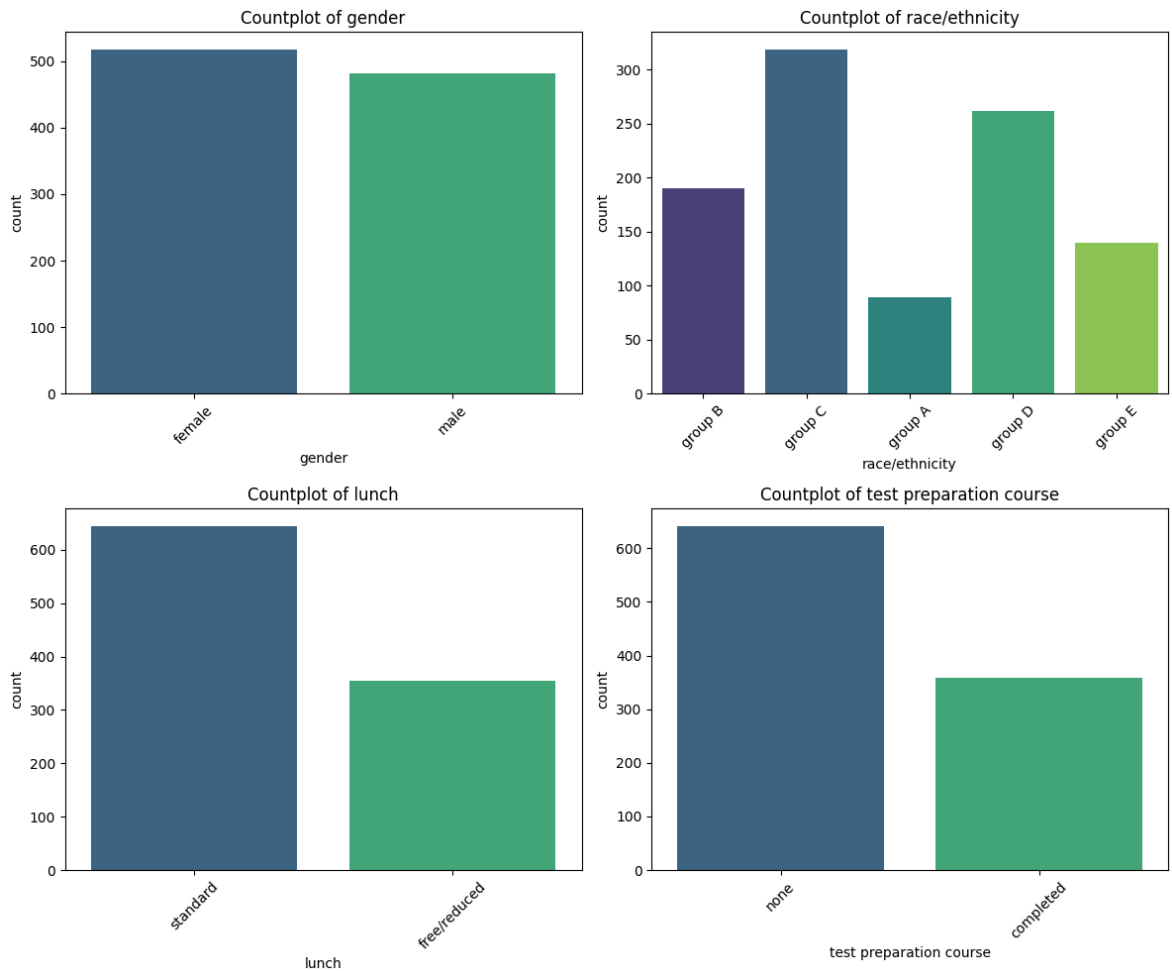 Countplot of gender
count
500
400
300
200
100
0
female
male
gender
Countplot of race/ethnicity
count
300
250
200
150
100
50
0
group B
group C
group A
group D
group E
race/ethnicity
Countplot of lunch
count
600
500
400
300
200
100
0
standard
free/reduced
lunch
Countplot of test preparation course
count
600
500
400
300
200
100
0
none
completed
test preparation course